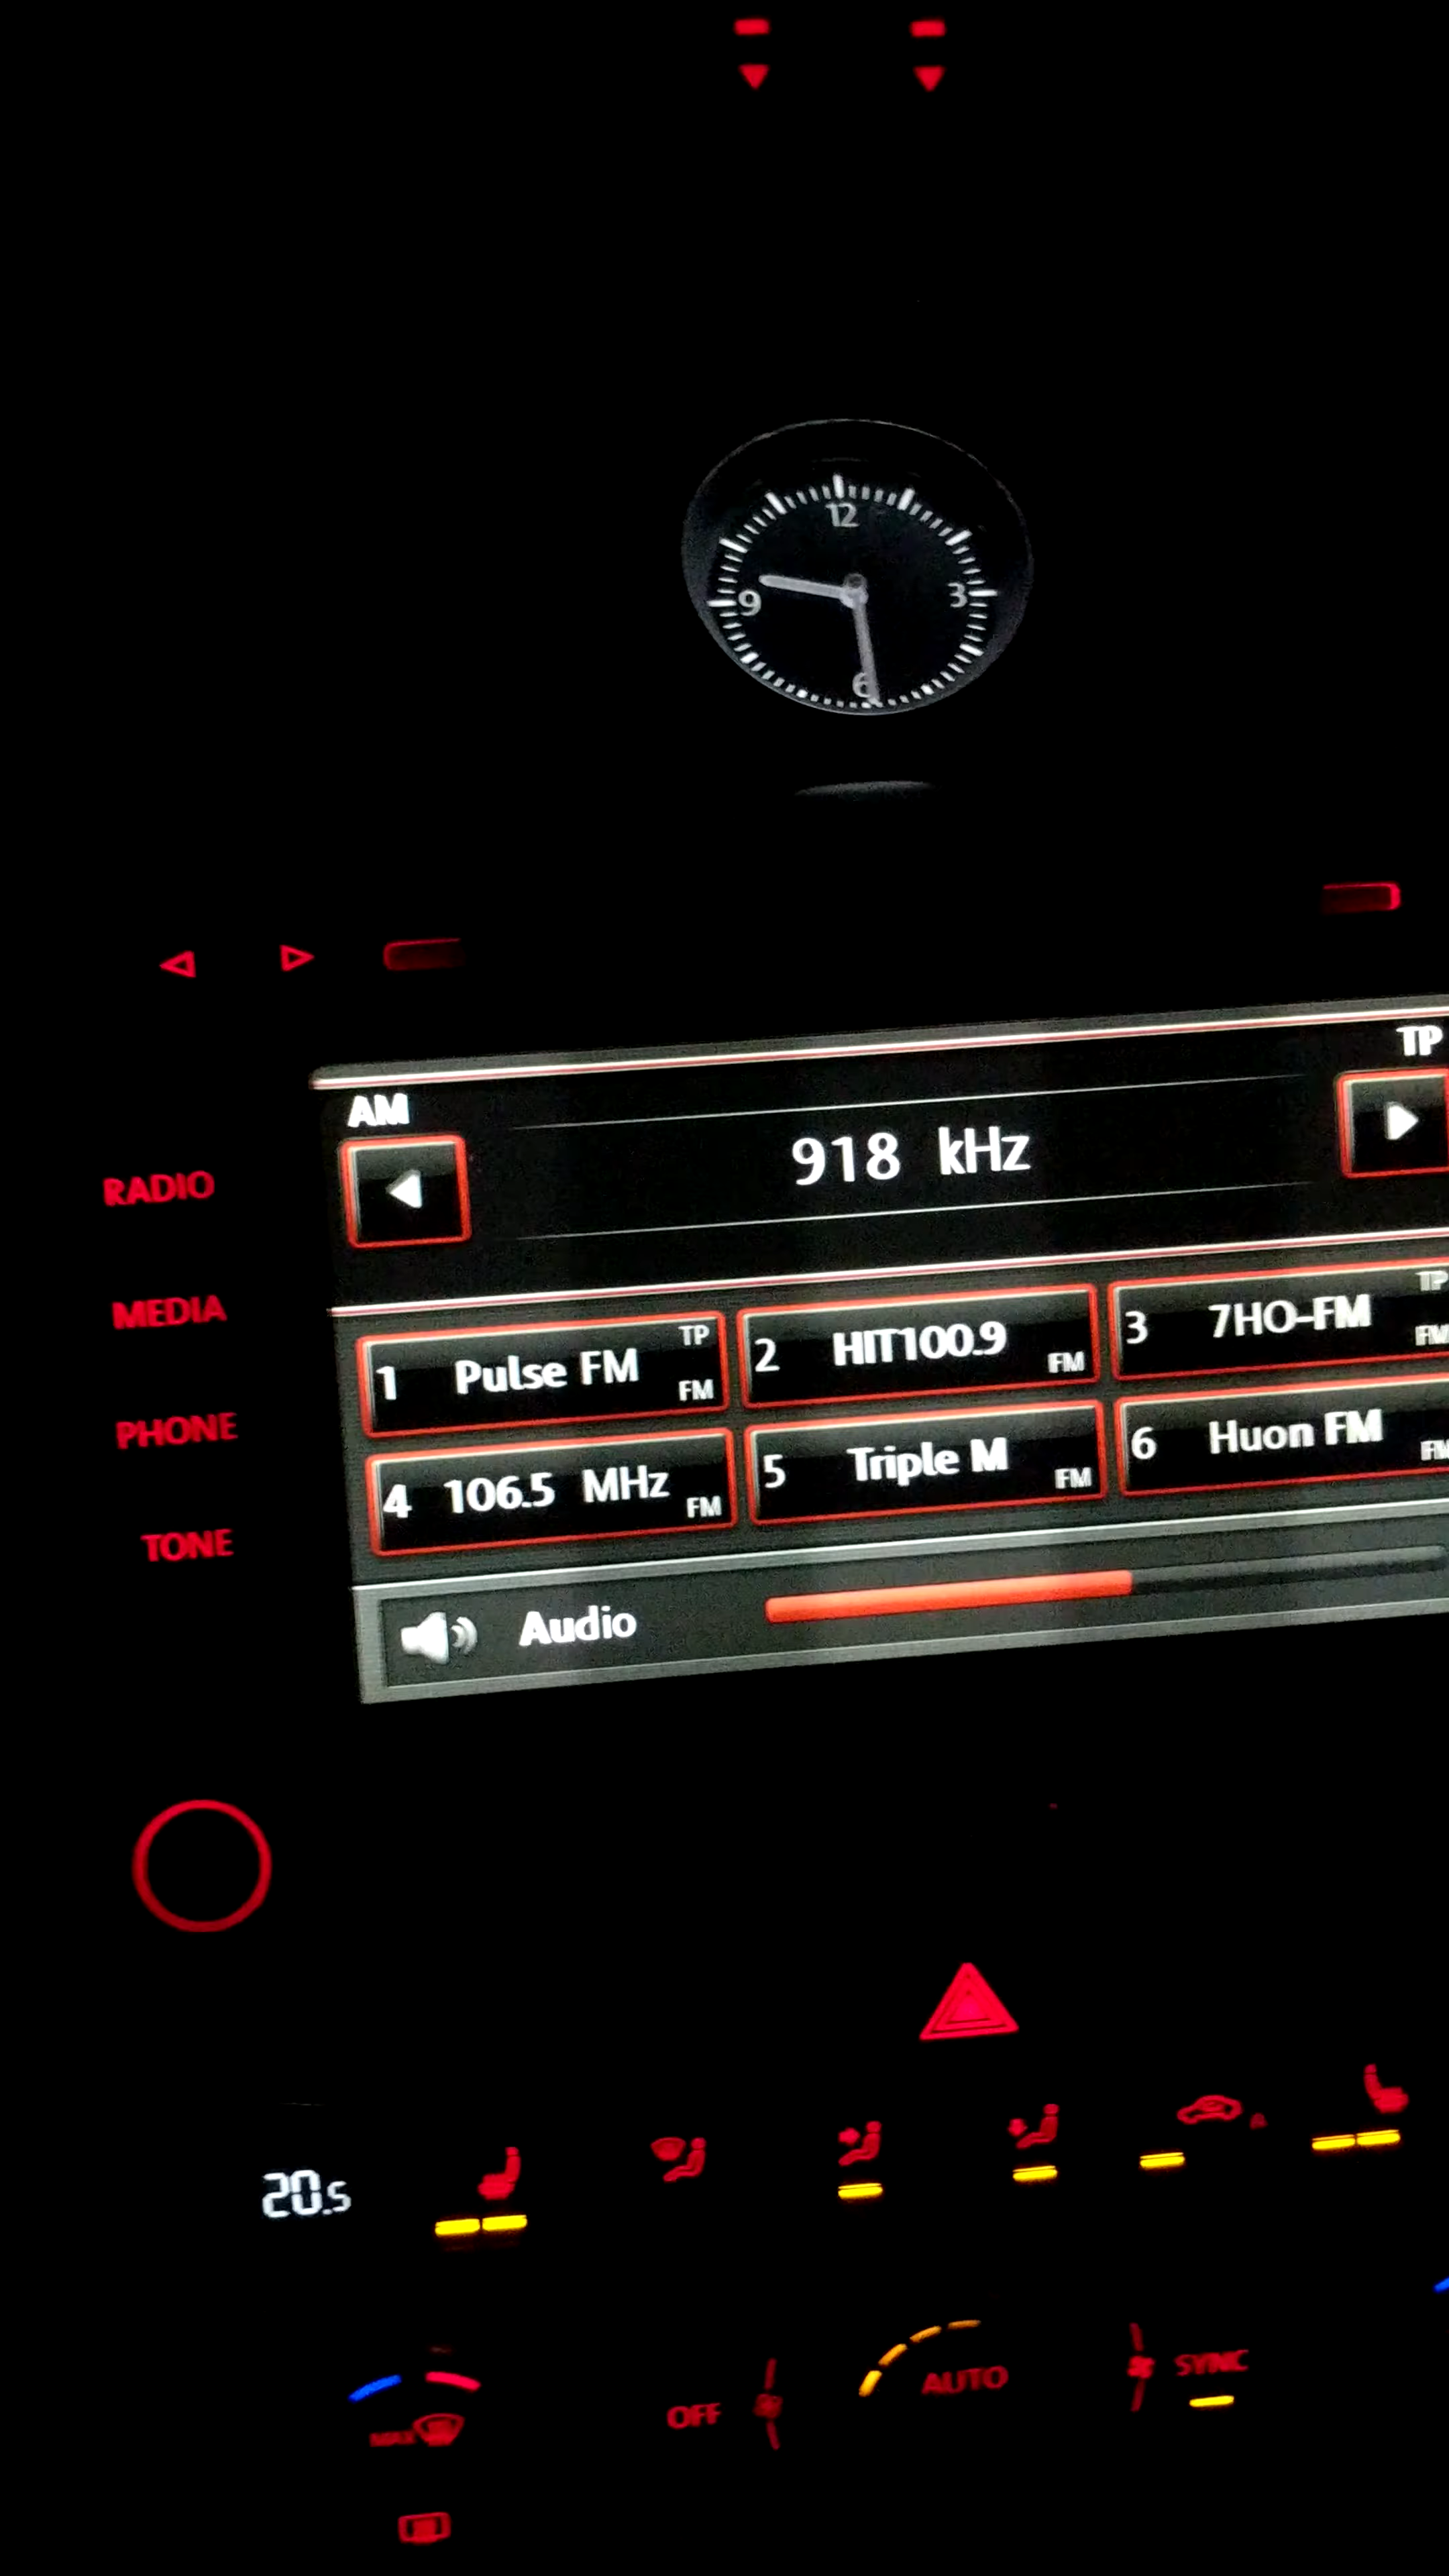 12
9
3
6
TP
AM
918 kHz
RADIO
MEDIA
PHONE
TONE
1 Pulse FM TP FM
2 HIT100.9 FM
3 7HO-FM TP FM
4 106.5 MHz FM
5 Triple M FM
6 Huon FM FM
Audio
20.5
A
AUTO
SYNC
OFF
MAX